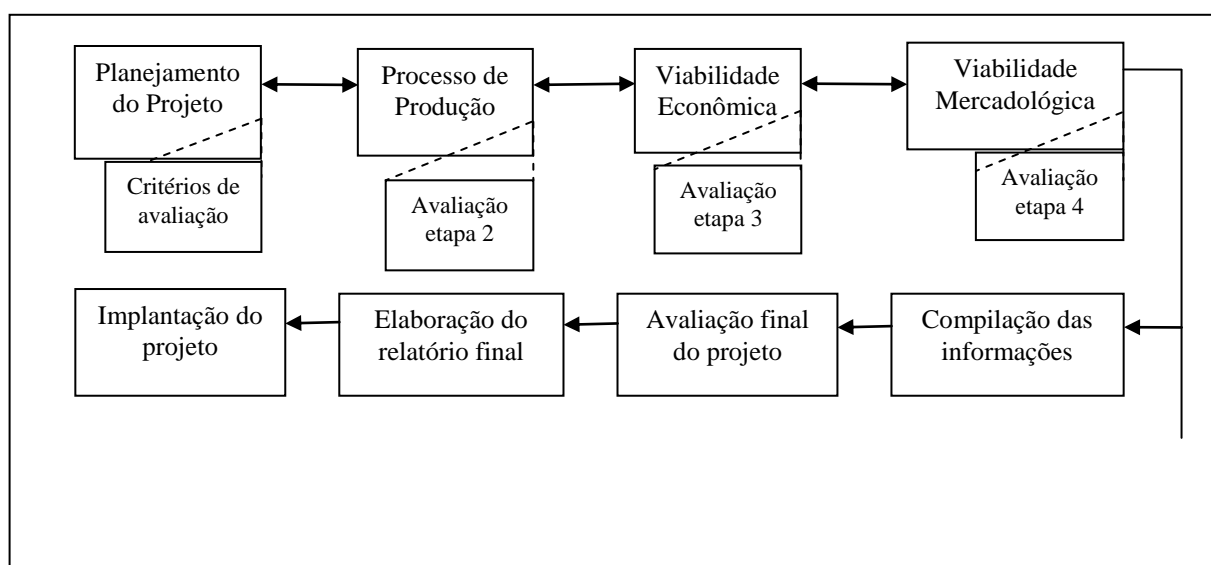 Planejamento
do Projeto
Processo de
Produção
Viabilidade
Econômica
Viabilidade
Mercadológica
Critérios de
avaliação
Avaliação
etapa 2
Avaliação
etapa 3
Avaliação
etapa 4
Implantação do
projeto
Elaboração do
relatório final
Avaliação final
do projeto
Compilação das
informações